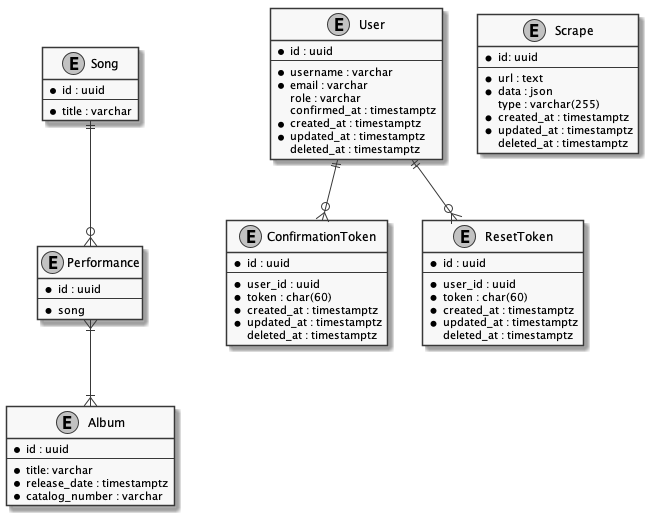 E Song
id : uuid
title : varchar
E User
id : uuid
username : varchar
email : varchar
role : varchar
confirmed_at : timestamptz
created_at : timestamptz
updated_at : timestamptz
deleted_at : timestamptz
E Scrape
id: uuid
url : text
data : json
type : varchar(255)
created_at : timestamptz
updated_at : timestamptz
deleted_at : timestamptz
E Performance
id : uuid
song
E ConfirmationToken
id : uuid
user_id : uuid
token : char(60)
created_at : timestamptz
updated_at : timestamptz
deleted_at : timestamptz
E ResetToken
id : uuid
user_id : uuid
token : char(60)
created_at : timestamptz
updated_at : timestamptz
deleted_at : timestamptz
E Album
id : uuid
title: varchar
release_date : timestamptz
catalog_number : varchar